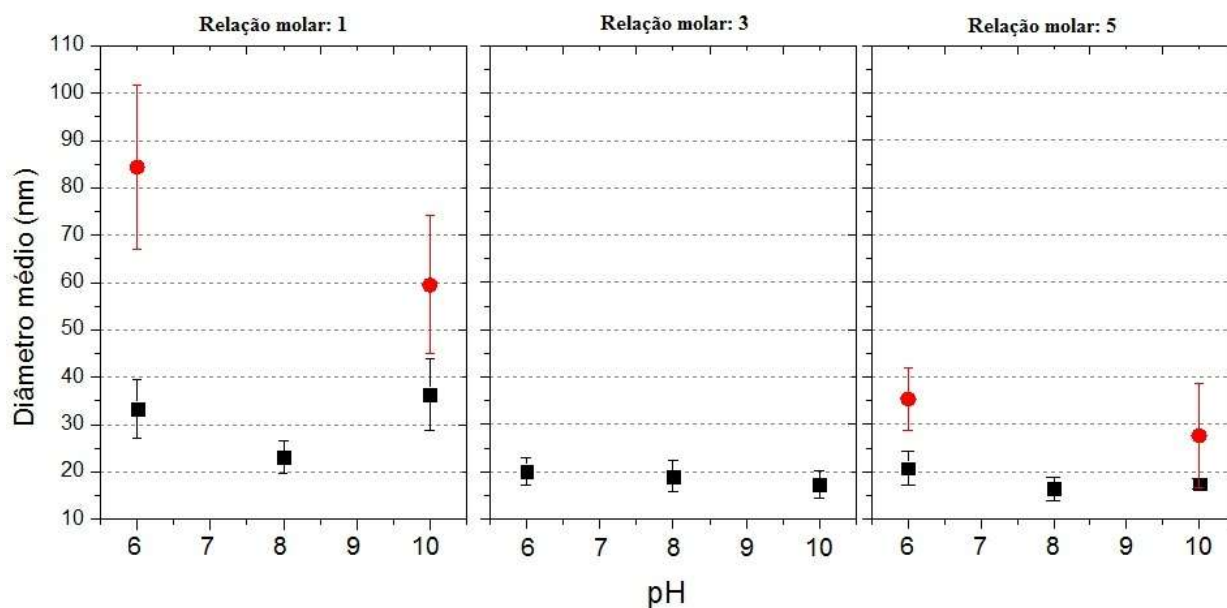 Relação molar: 1
Relação molar: 3
Relação molar: 5
Diâmetro médio (nm)
110
100
90
80
70
60
50
40
30
20
10
6 7 8 9 10
6 7 8 9 10
6 7 8 9 10
pH